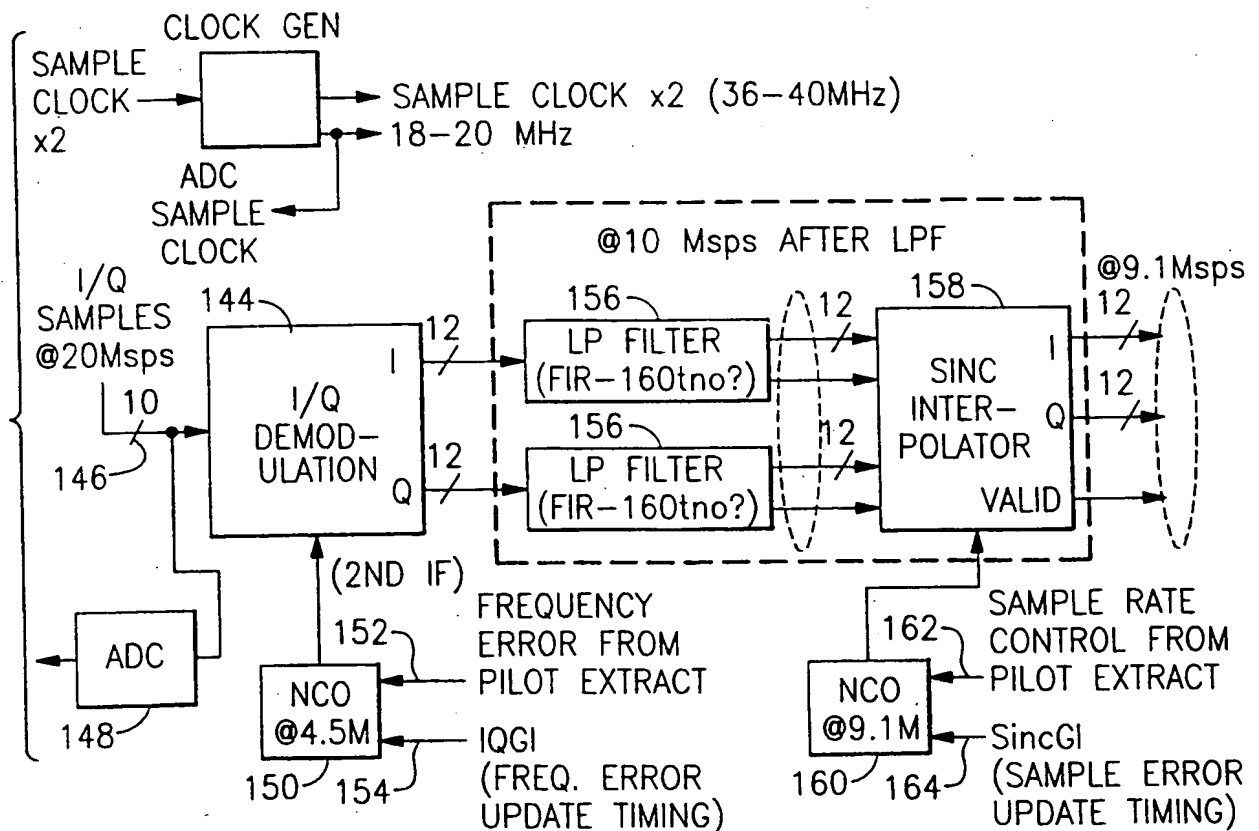 CLOCK GEN
SAMPLE
CLOCK
x2
SAMPLE CLOCK x2 (36-40MHz)
18-20 MHz
ADC
SAMPLE
CLOCK
I/Q
SAMPLES
@20Msps
10
146
144
I/Q
DEMOD-
ULATION
I
Q
12
12
@10 Msps AFTER LPF
156
LP FILTER
(FIR-160tno?)
156
LP FILTER
(FIR-160tno?)
12
12
158
SINC
INTER-
POLATOR
I
Q
VALID
@9.1Msps
12
12
ADC
148
(2ND IF)
NCO
@4.5M
150
152
FREQUENCY
ERROR FROM
PILOT EXTRACT
154
IQGI
(FREQ. ERROR
UPDATE TIMING)
NCO
@9.1M
160
162
SAMPLE RATE
CONTROL FROM
PILOT EXTRACT
164
SincGI
(SAMPLE ERROR
UPDATE TIMING)